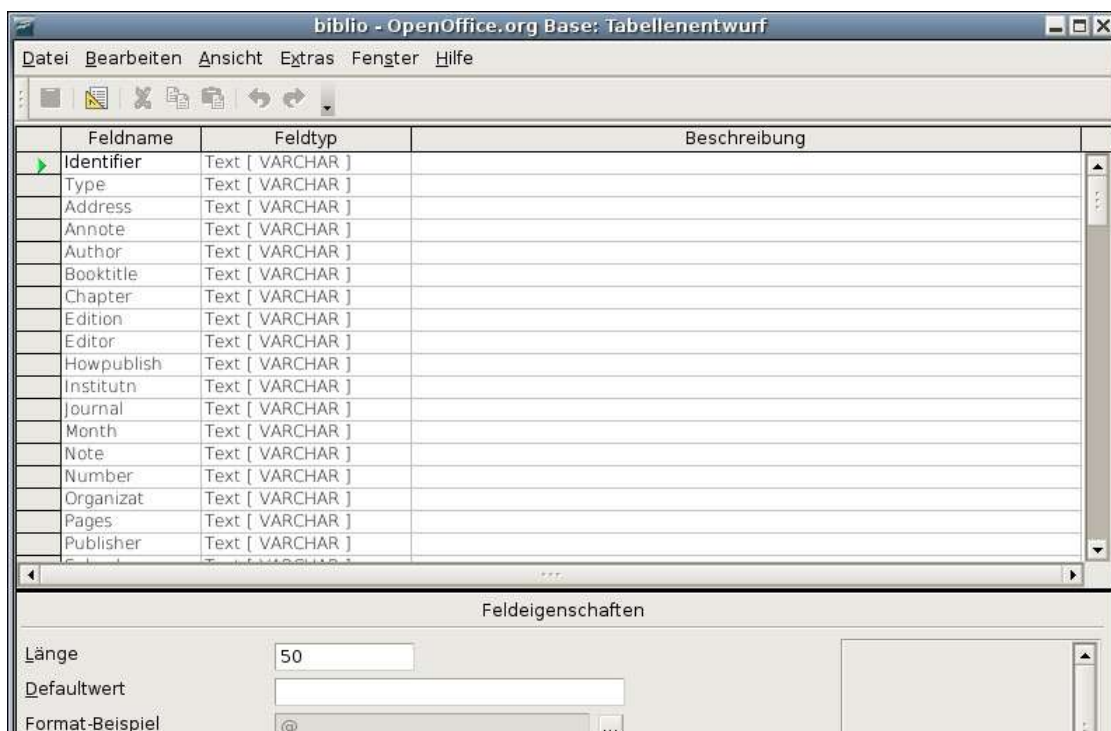 biblio - OpenOffice.org Base: Tabellenentwurf
Datei Bearbeiten Ansicht Extras Fenster Hilfe
Feldname Feldtyp Beschreibung
Identifier Text [ VARCHAR ]
Type Text [ VARCHAR ]
Address Text [ VARCHAR ]
Annote Text [ VARCHAR ]
Author Text [ VARCHAR ]
Booktitle Text [ VARCHAR ]
Chapter Text [ VARCHAR ]
Edition Text [ VARCHAR ]
Editor Text [ VARCHAR ]
Howpublish Text [ VARCHAR ]
Institutn Text [ VARCHAR ]
Journal Text [ VARCHAR ]
Month Text [ VARCHAR ]
Note Text [ VARCHAR ]
Number Text [ VARCHAR ]
Organizat Text [ VARCHAR ]
Pages Text [ VARCHAR ]
Publisher Text [ VARCHAR ]
Feldeigenschaften
Länge 50
Defaultwert
Format-Beispiel @ ...